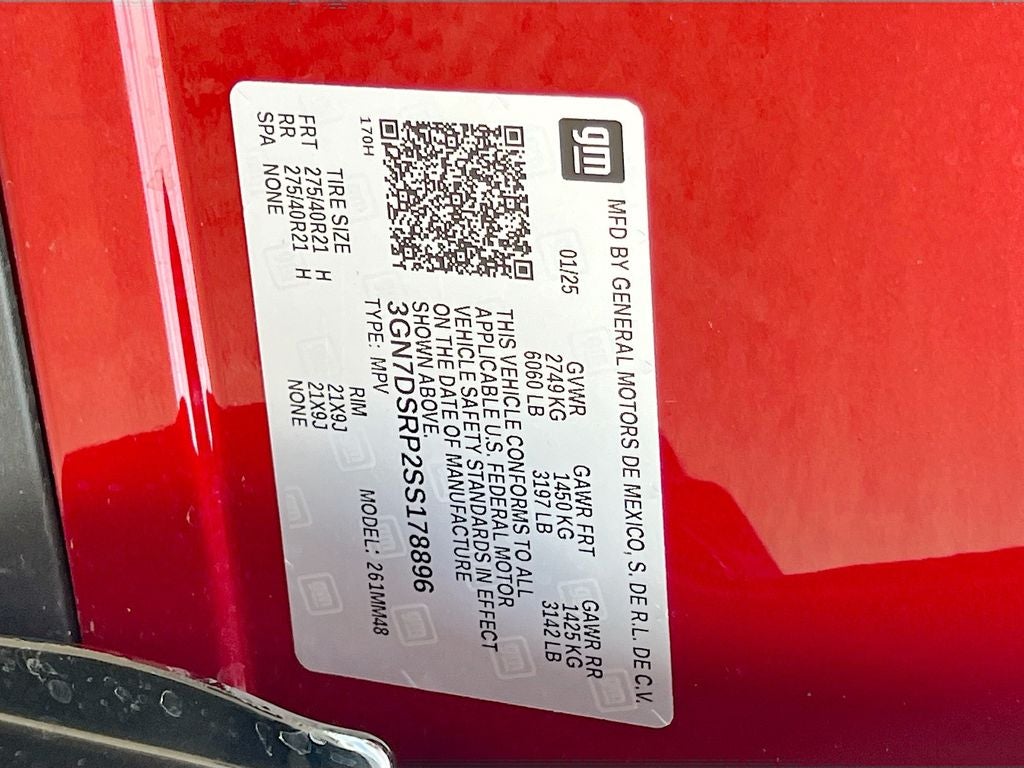 gm
MFD BY GENERAL MOTORS DE MEXICO, S. DE R.L. DE C.V.
01/25 GVWR GAWR FRT GAWR RR
2749 KG 1450 KG 1425 KG
6060 LB 3197 LB 3142 LB
THIS VEHICLE CONFORMS TO ALL
APPLICABLE U.S. FEDERAL MOTOR
VEHICLE SAFETY STANDARDS IN EFFECT
ON THE DATE OF MANUFACTURE
SHOWN ABOVE.
3GN7DSRP2SS178896
170H TYPE: MPV MODEL: 261MM48
TIRE SIZE RIM
FRT 275/40R21 H 21X9J
RR 275/40R21 H 21X9J
SPA NONE NONE